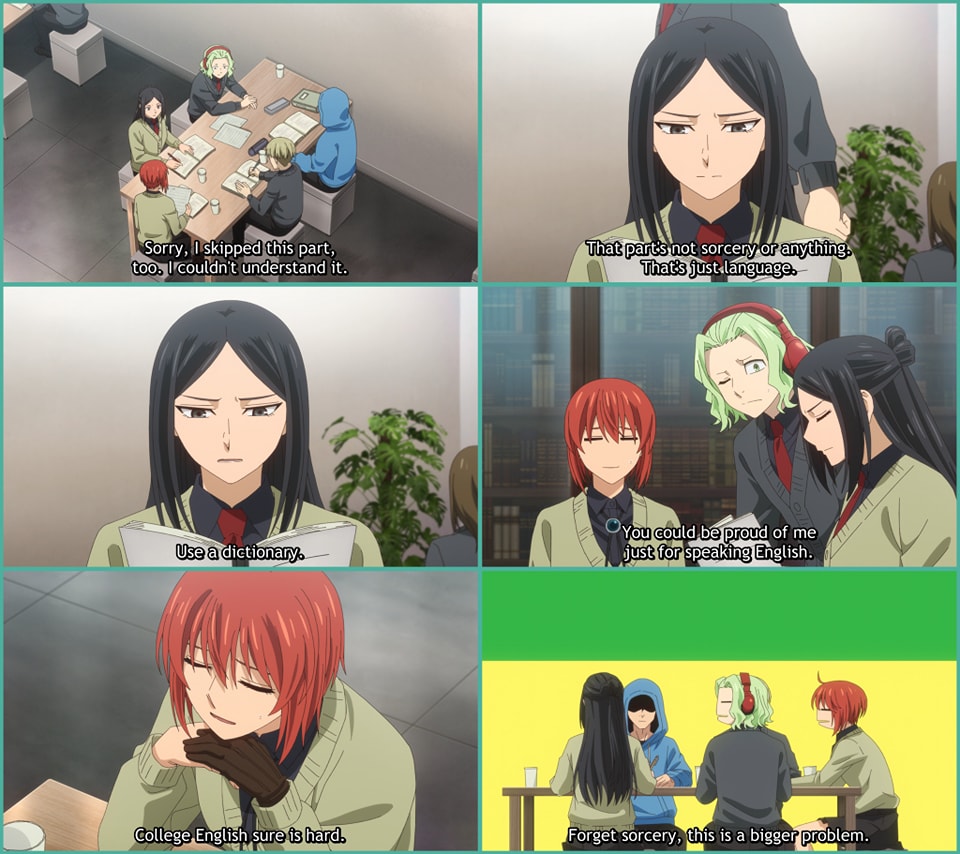 Sorry, I skipped this part,
too. I couldn't understand it.
That part's not sorcery or anything.
That's just language.
Use a dictionary.
You could be proud of me
just for speaking English.
College English sure is hard.
Forget sorcery, this is a bigger problem.